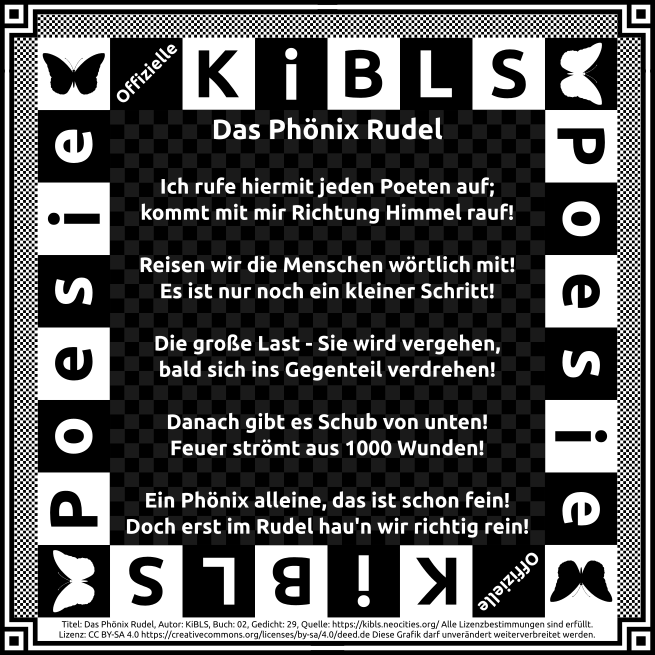 Offizielle KiBLS
Poesie
Poesie
Das Phönix Rudel
Ich rufe hiermit jeden Poeten auf;
kommt mit mir Richtung Himmel rauf!
Reisen wir die Menschen wörtlich mit!
Es ist nur noch ein kleiner Schritt!
Die große Last - Sie wird vergehen,
bald sich ins Gegenteil verdrehen!
Danach gibt es Schub von unten!
Feuer strömt aus 1000 Wunden!
Ein Phönix alleine, das ist schon fein!
Doch erst im Rudel hau'n wir richtig rein!
Offizielle KiBLS
Titel: Das Phönix Rudel, Autor: KiBLS, Buch: 02, Gedicht: 29, Quelle: https://kibls.neocities.org/ Alle Lizenzbestimmungen sind erfüllt.
Lizenz: CC BY-SA 4.0 https://creativecommons.org/licenses/by-sa/4.0/deed.de Diese Grafik darf unverändert weiterverbreitet werden.